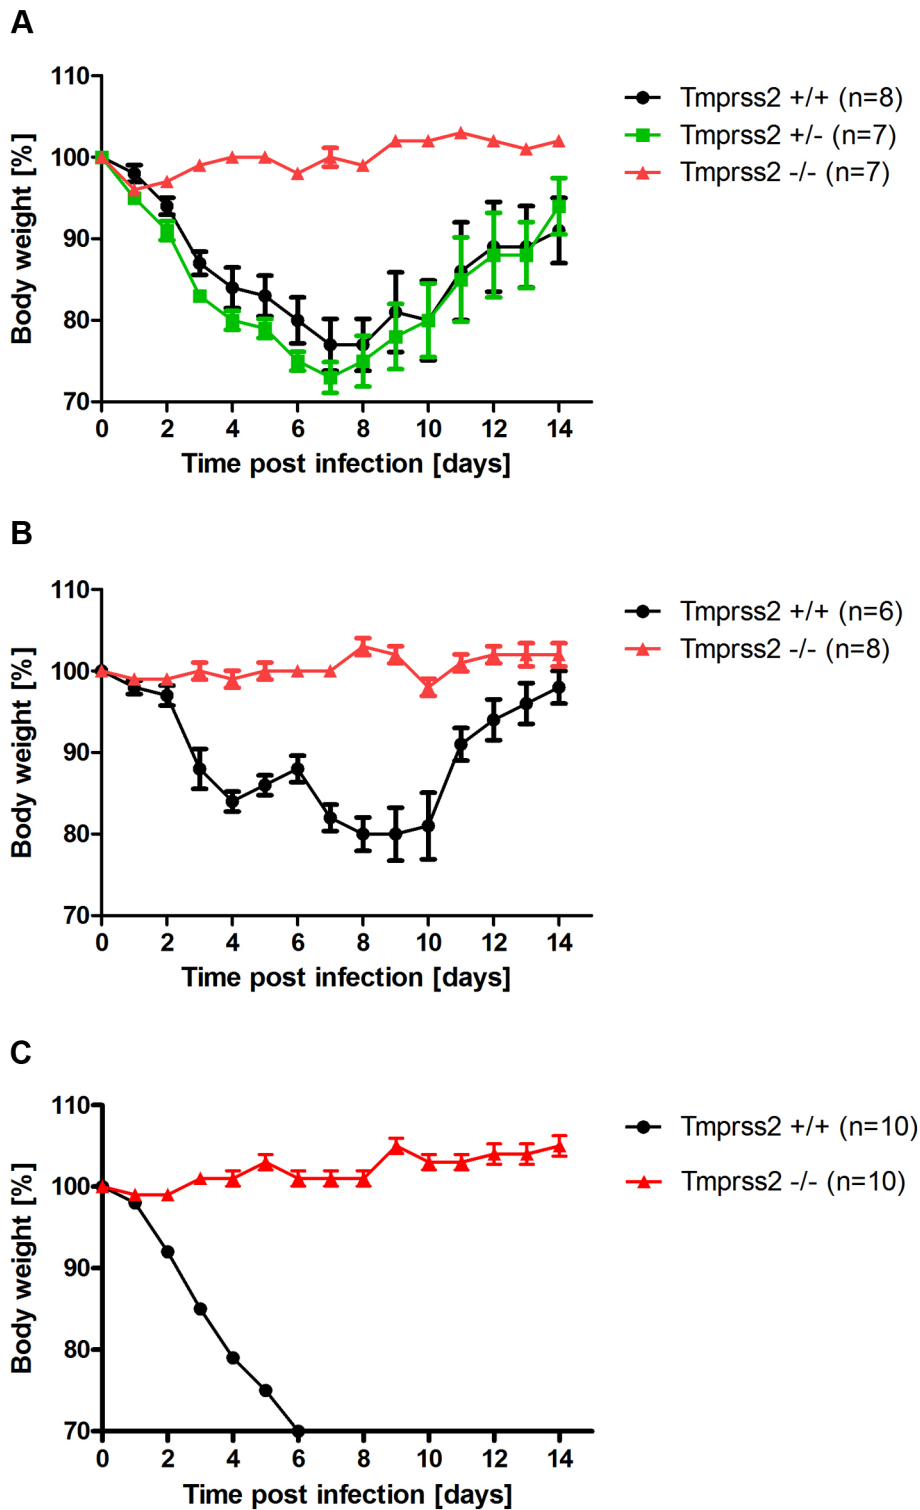 A
110
100
90
80
70
Body weight [%]
0 2 4 6 8 10 12 14
Time post infection [days]
Tmprss2 +/+ (n=8)
Tmprss2 +/- (n=7)
Tmprss2 -/- (n=7)
B
110
100
90
80
70
Body weight [%]
0 2 4 6 8 10 12 14
Time post infection [days]
Tmprss2 +/+ (n=6)
Tmprss2 -/- (n=8)
C
110
100
90
80
70
Body weight [%]
0 2 4 6 8 10 12 14
Time post infection [days]
Tmprss2 +/+ (n=10)
Tmprss2 -/- (n=10)